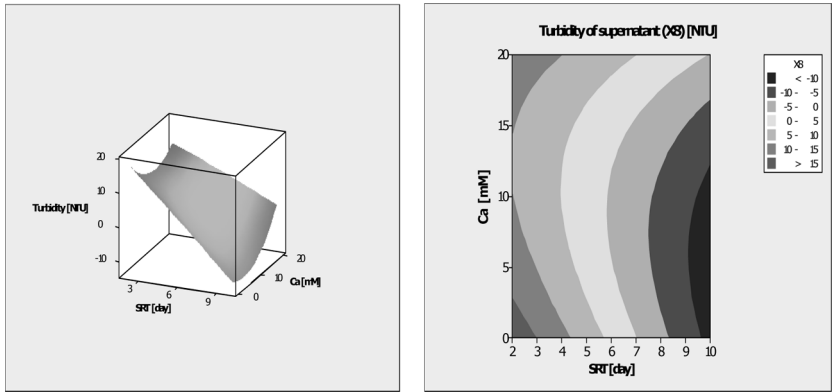 20
10
0
-10
Turbidity [NTU]
3
6
9
SRT [day]
0
10
20
Ca [mM]
Turbidity of supernatant (X8) [NTU]
20
15
10
5
0
Ca [mM]
2 3 4 5 6 7 8 9 10
SRT [day]
X8
< -10
-10 - -5
-5 - 0
0 - 5
5 - 10
10 - 15
> 15